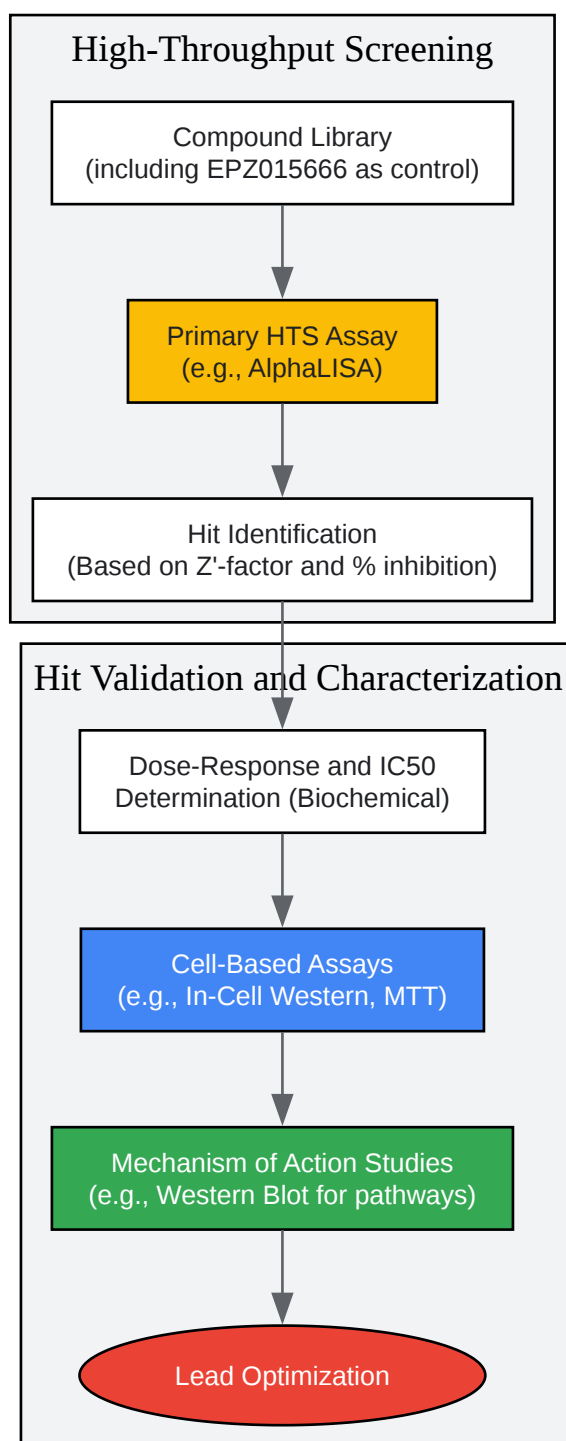 High-Throughput Screening
Compound Library
(including EPZ015666 as control)
Primary HTS Assay
(e.g., AlphaLISA)
Hit Identification
(Based on Z'-factor and % inhibition)
Hit Validation and Characterization
Dose-Response and IC50
Determination (Biochemical)
Cell-Based Assays
(e.g., In-Cell Western, MTT)
Mechanism of Action Studies
(e.g., Western Blot for pathways)
Lead Optimization